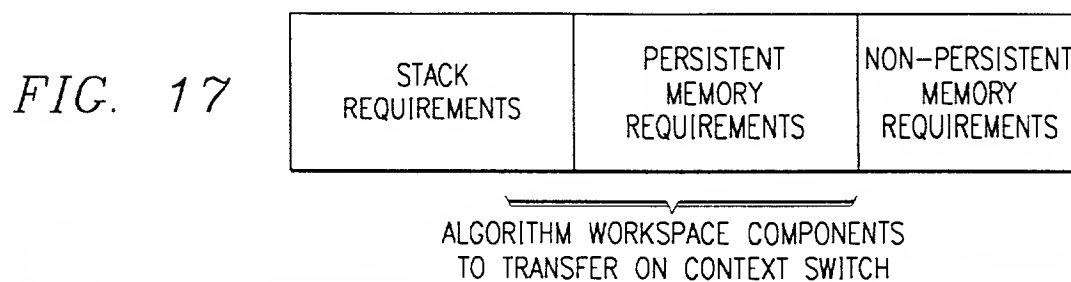 FIG. 17
STACK
REQUIREMENTS
PERSISTENT
MEMORY
REQUIREMENTS
NON-PERSISTENT
MEMORY
REQUIREMENTS
ALGORITHM WORKSPACE COMPONENTS
TO TRANSFER ON CONTEXT SWITCH